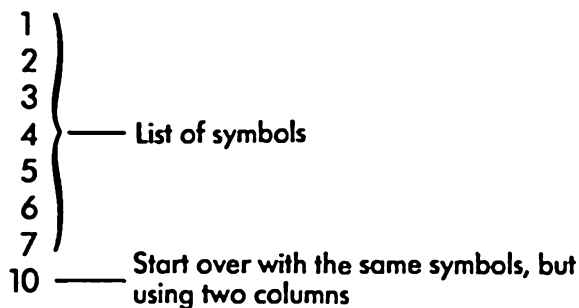 1
2
3
4 List of symbols
5
6
7
10 Start over with the same symbols, but
using two columns